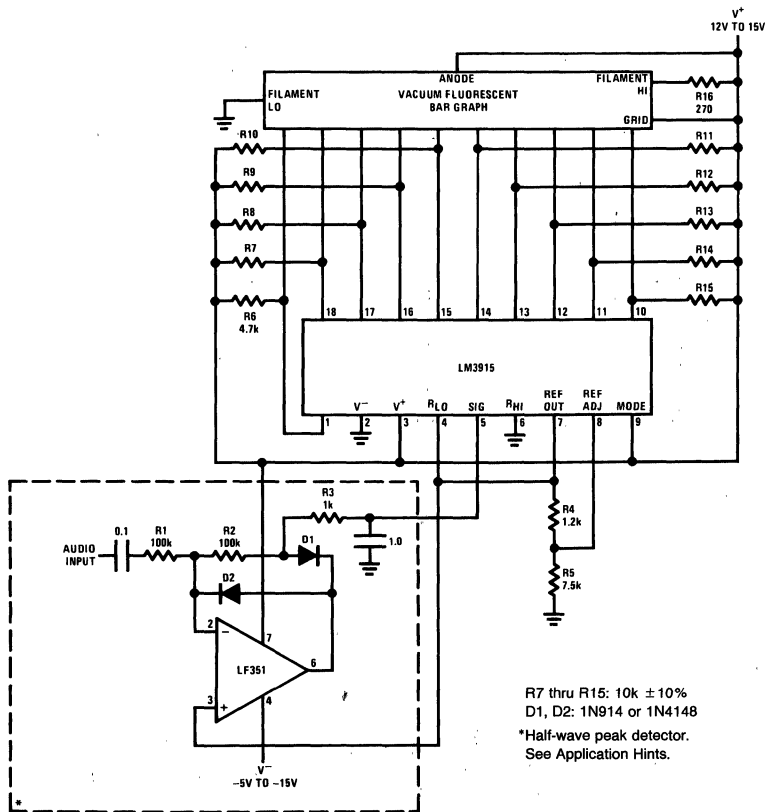 V+
12V TO 15V
ANODE
FILAMENT LO
VACUUM FLUORESCENT
BAR GRAPH
FILAMENT HI
GRID
R16
270
R10
R11
R9
R12
R8
R13
R7
R14
R6
4.7k
R15
18 17 16 15 14 13 12 11 10
LM3915
V− V+ RLO SIG RHI REF OUT REF ADJ MODE
1 2 3 4 5 6 7 8 9
R3
1k
R4
1.2k
0.1
R1
100k
R2
100k
D1
1.0
AUDIO
INPUT
D2
R5
7.5k
2
−
7
LF351
6
3
+
4
V−
−5V TO −15V
*
R7 thru R15: 10k ±10%
D1, D2: 1N914 or 1N4148
*Half-wave peak detector.
See Application Hints.